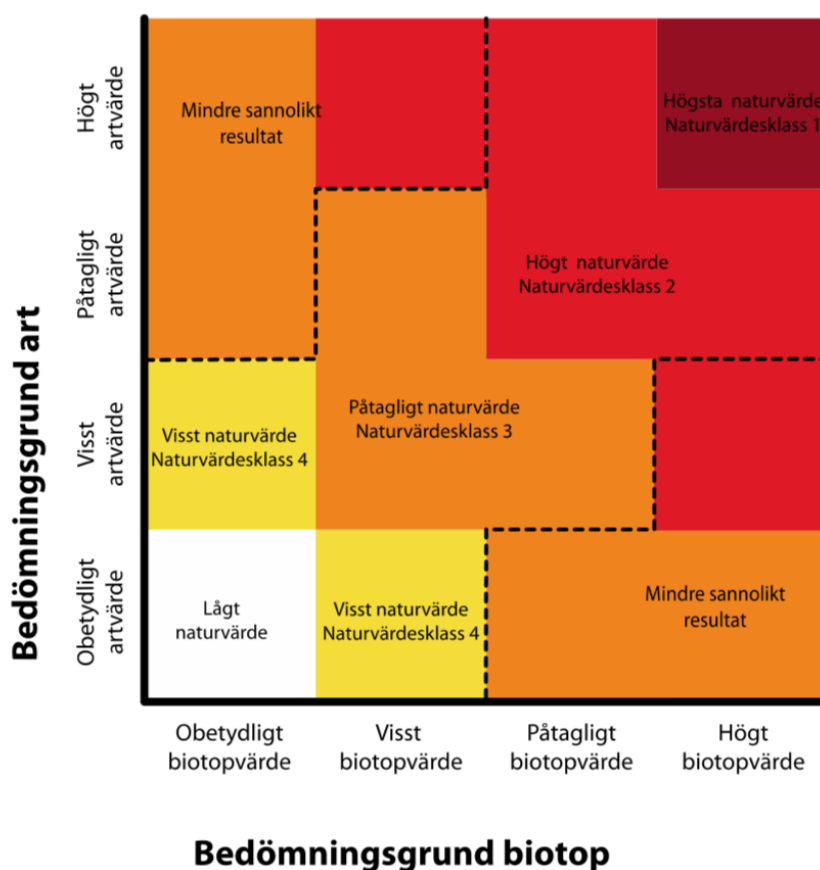 Högt
artvärde
Mindre sannolikt
resultat
Högsta naturvärde
Naturvärdesklass 1
Påtagligt
artvärde
Högt naturvärde
Naturvärdesklass 2
Bedömningsgrund art
Visst
artvärde
Visst naturvärde
Naturvärdesklass 4
Påtagligt naturvärde
Naturvärdesklass 3
Obetydligt
artvärde
Lågt
naturvärde
Visst naturvärde
Naturvärdesklass 4
Mindre sannolikt
resultat
Obetydligt
biotopvärde
Visst
biotopvärde
Påtagligt
biotopvärde
Högt
biotopvärde
Bedömningsgrund biotop